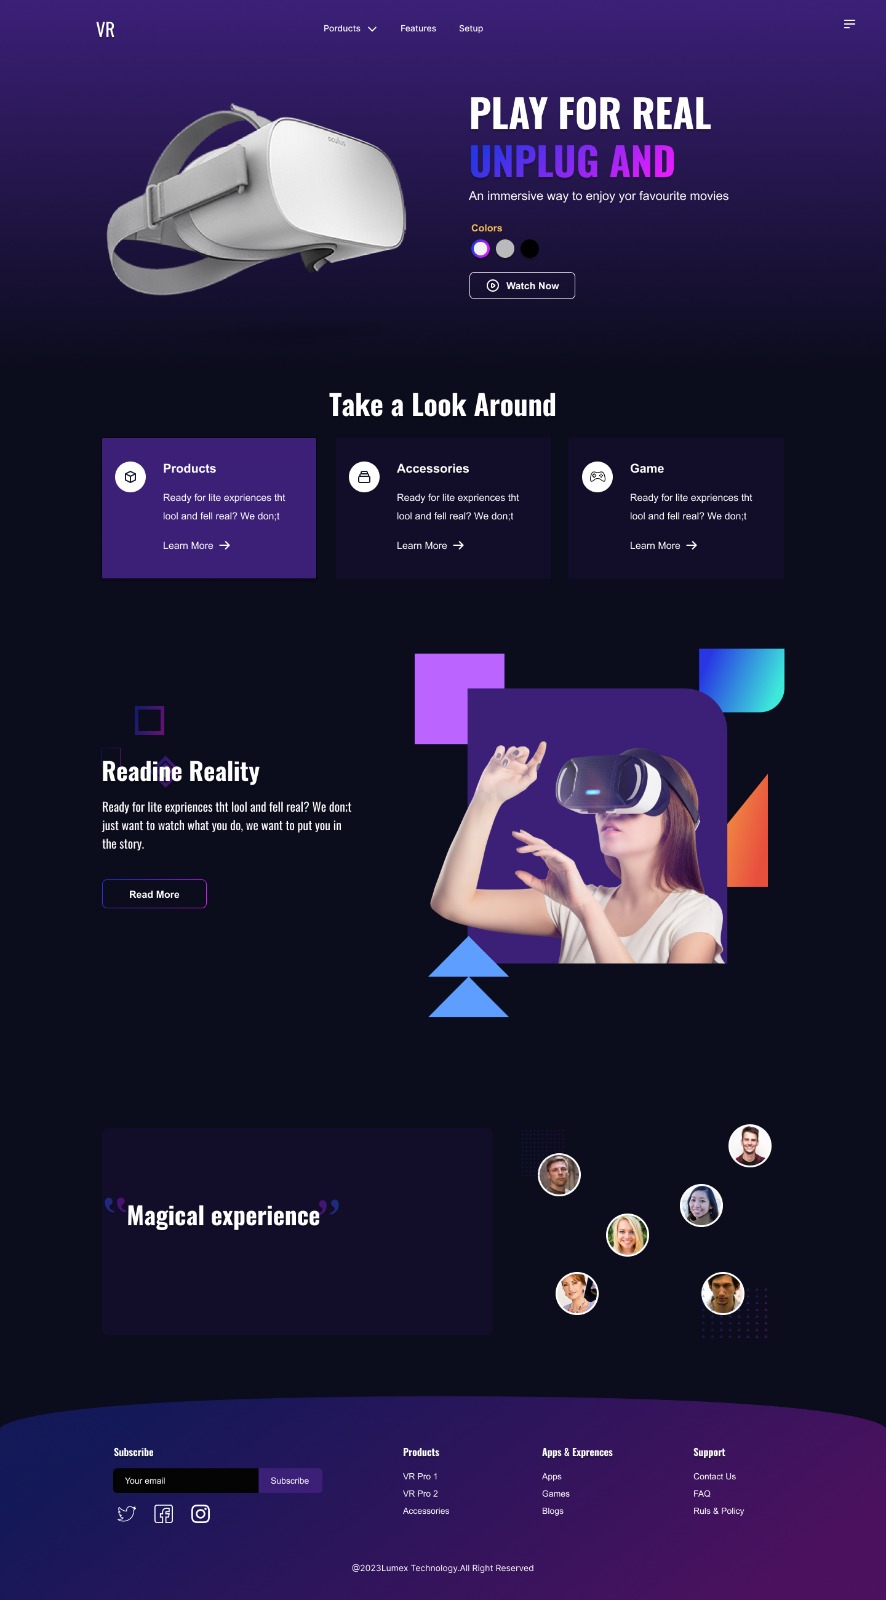 VR
Porducts
Features
Setup
oculus
PLAY FOR REAL
UNPLUG AND
An immersive way to enjoy yor favourite movies
Colors
Watch Now
Take a Look Around
Products
Ready for lite expriences tht
lool and fell real? We don;t
Learn More
Accessories
Ready for lite expriences tht
lool and fell real? We don;t
Learn More
Game
Ready for lite expriences tht
lool and fell real? We don;t
Learn More
Readine Reality
Ready for lite expriences tht lool and fell real? We don;t
just want to watch what you do, we want to put you in
the story.
Read More
“Magical experience”
Subscribe
Your email
Subscribe
Products
VR Pro 1
VR Pro 2
Accessories
Apps & Exprences
Apps
Games
Blogs
Support
Contact Us
FAQ
Ruls & Policy
@2023Lumex Technology.All Right Reserved